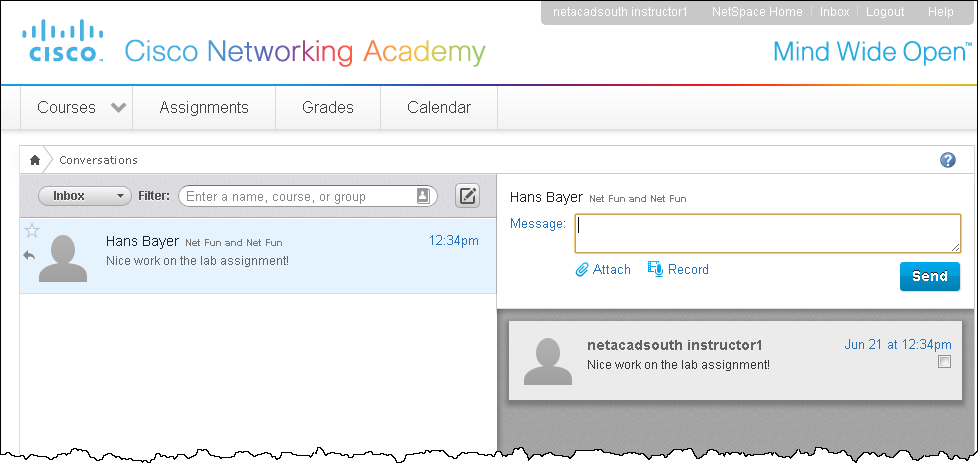 netacadsouth instructor1 NetSpace Home Inbox Logout Help
CISCO. Cisco Networking Academy Mind Wide Open™
Courses Assignments Grades Calendar
Conversations ?
Inbox Filter: Enter a name, course, or group
Hans Bayer Net Fun and Net Fun 12:34pm
Nice work on the lab assignment!
Hans Bayer Net Fun and Net Fun
Message:
Attach Record Send
netacadsouth instructor1 Jun 21 at 12:34pm
Nice work on the lab assignment!